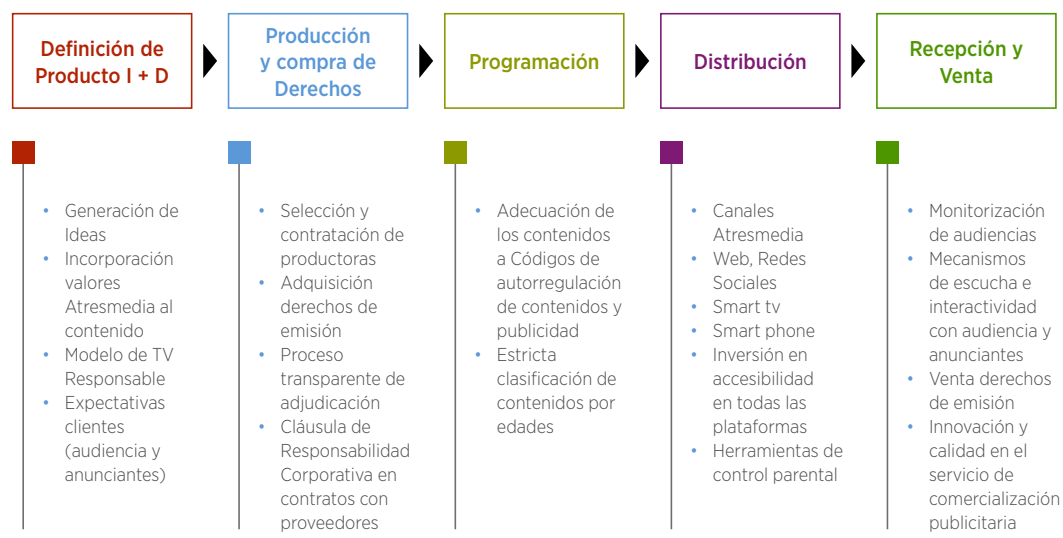 Definición de
Producto I + D
Producción
y compra de
Derechos
Programación
Distribución
Recepción y
Venta
• Generación de
Ideas
• Incorporación
valores
Atresmedia al
contenido
• Modelo de TV
Responsable
• Expectativas
clientes
(audiencia y
anunciantes)
• Selección y
contratación de
productoras
• Adquisición
derechos de
emisión
• Proceso
transparente de
adjudicación
• Cláusula de
Responsabilidad
Corporativa en
contratos con
proveedores
• Adecuación de
los contenidos
a Códigos de
autorregulación
de contenidos y
publicidad
• Estricta
clasificación de
contenidos por
edades
• Canales
Atresmedia
• Web, Redes
Sociales
• Smart tv
• Smart phone
• Inversión en
accesibilidad
en todas las
plataformas
• Herramientas de
control parental
• Monitorización
de audiencias
• Mecanismos
de escucha e
interactividad
con audiencia y
anunciantes
• Venta derechos
de emisión
• Innovación y
calidad en el
servicio de
comercialización
publicitaria